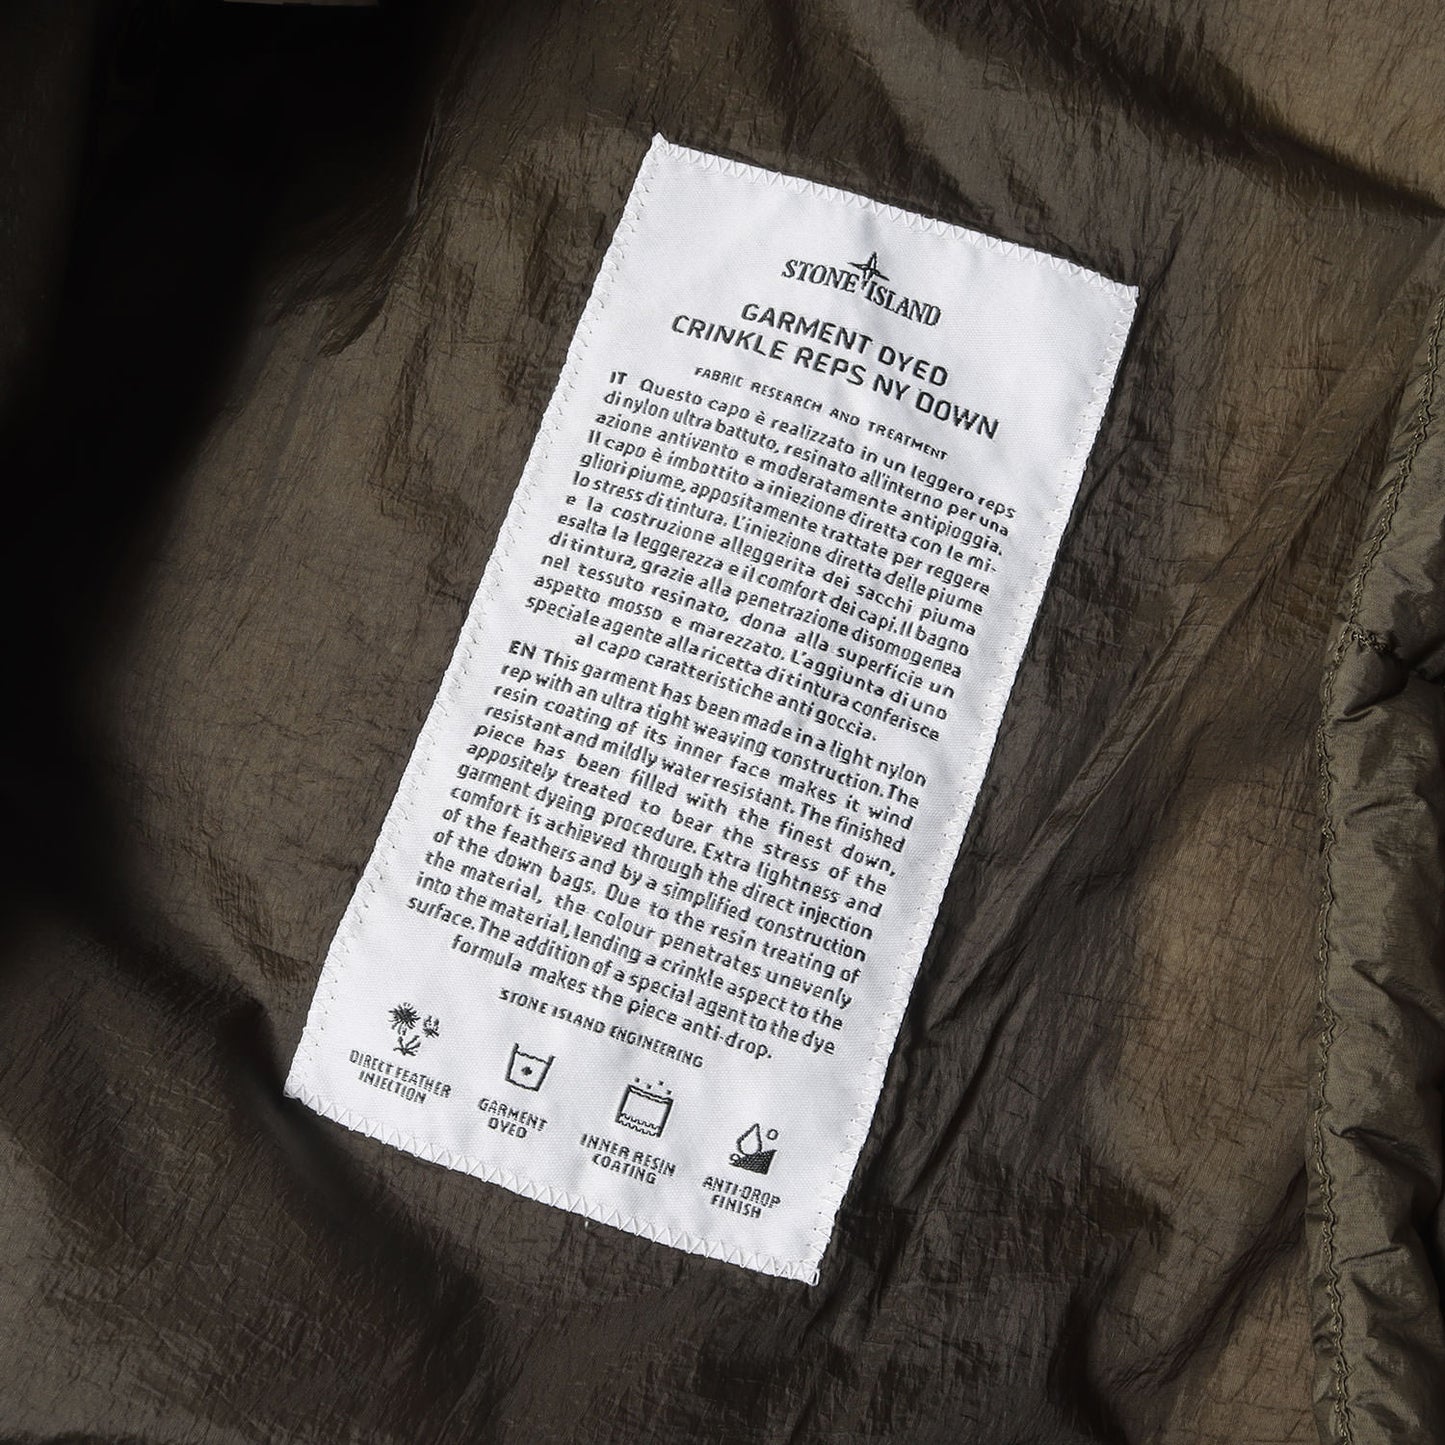 STONE ISLAND
GARMENT DYED
CRINKLE REPS NY DOWN
FABRIC RESEARCH AND TREATMENT
IT Questo capo è realizzato in un leggero reps
di nylon ultra battuto, resinato all'interno per una
azione antivento e moderatamente antipioggia.
Il capo è imbottito a iniezione diretta con le mi-
gliori piume, appositamente trattate per reggere
lo stress di tintura. L'iniezione diretta delle piume
e la costruzione alleggerita dei sacchi piuma
esalta la leggerezza e il comfort dei capi. Il bagno
di tintura, grazie alla penetrazione disomogenea
nel tessuto resinato, dona alla superficie un
aspetto mosso e marezzato. L'aggiunta di uno
speciale agente alla ricetta di tintura conferisce
al capo caratteristiche anti goccia.
EN This garment has been made in a light nylon
rep with an ultra tight weaving construction. The
resin coating of its inner face makes it wind
resistant and mildly water resistant. The finished
piece has been filled with the finest down,
appositely treated to bear the stress of the
garment dyeing procedure. Extra lightness and
comfort is achieved through the direct injection
of the feathers and by a simplified construction
of the down bags. Due to the resin treating of
the material, the colour penetrates unevenly
into the material, lending a crinkle aspect to the
surface. The addition of a special agent to the dye
formula makes the piece anti-drop.
STONE ISLAND ENGINEERING
DIRECT FEATHER
INJECTION
GARMENT
DYED
INNER RESIN
COATING
ANTI-DROP
FINISH